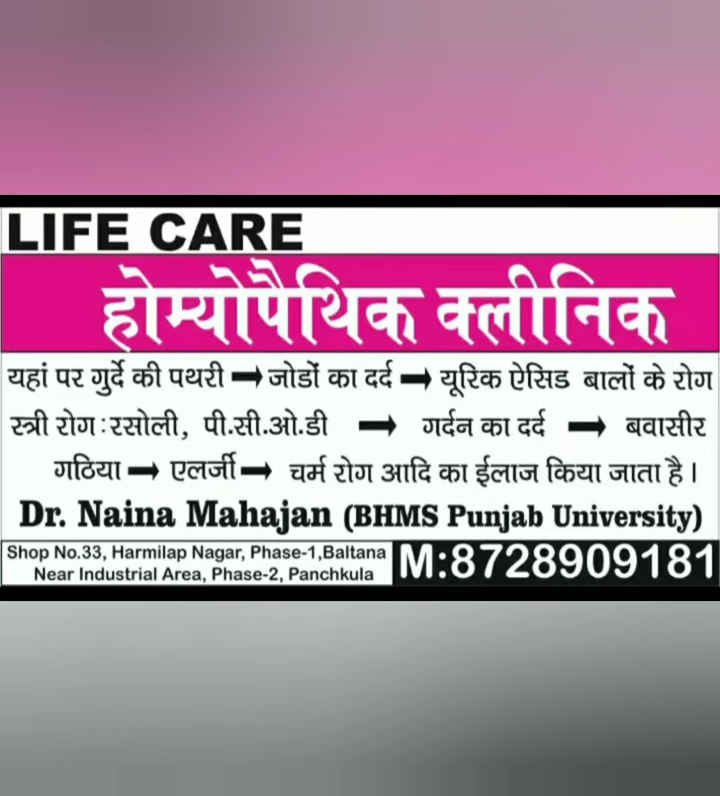 LIFE CARE
होम्योपैथिक क्लीनिक
यहां पर गुर्दे की पथरी ➞ जोडों का दर्द ➞ यूरिक ऐसिड बालों के रोग
स्त्री रोग : रसोली, पी.सी.ओ.डी ➞ गर्दन का दर्द ➞ बवासीर
गठिया ➞ एलर्जी ➞ चर्म रोग आदि का ईलाज किया जाता है।
Dr. Naina Mahajan (BHMS Punjab University)
Shop No.33, Harmilap Nagar, Phase-1,Baltana
Near Industrial Area, Phase-2, Panchkula
M:8728909181